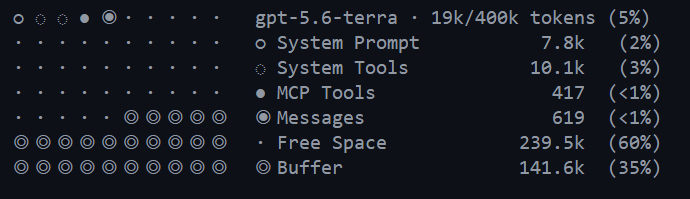 gpt-5.6-terra · 19k/400k tokens (5%)
System Prompt 7.8k (2%)
System Tools 10.1k (3%)
MCP Tools 417 (<1%)
Messages 619 (<1%)
Free Space 239.5k (60%)
Buffer 141.6k (35%)